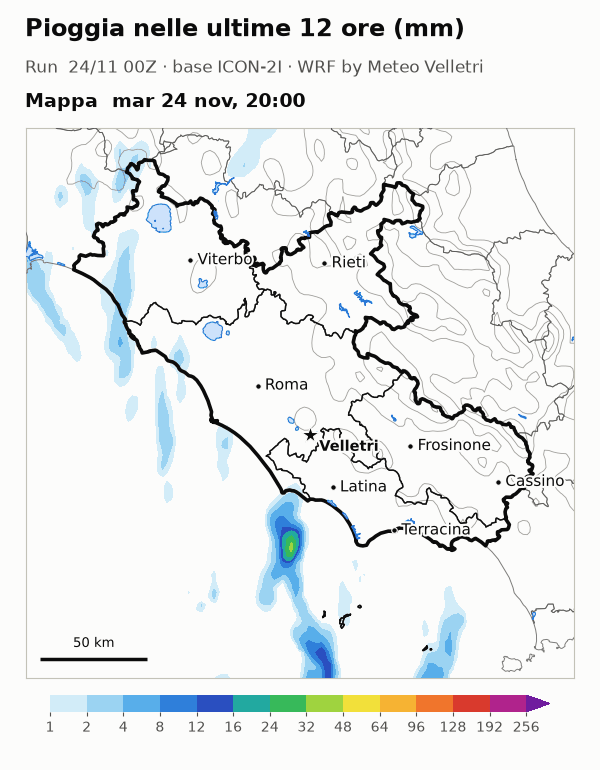 Pioggia nelle ultime 12 ore (mm)
Run 24/11 00Z · base ICON-2I · WRF by Meteo Velletri
Mappa mar 24 nov, 20:00
Viterbo
Rieti
Roma
Velletri
Frosinone
Latina
Cassino
Terracina
50 km
1 2 4 8 12 16 24 32 48 64 96 128 192 256